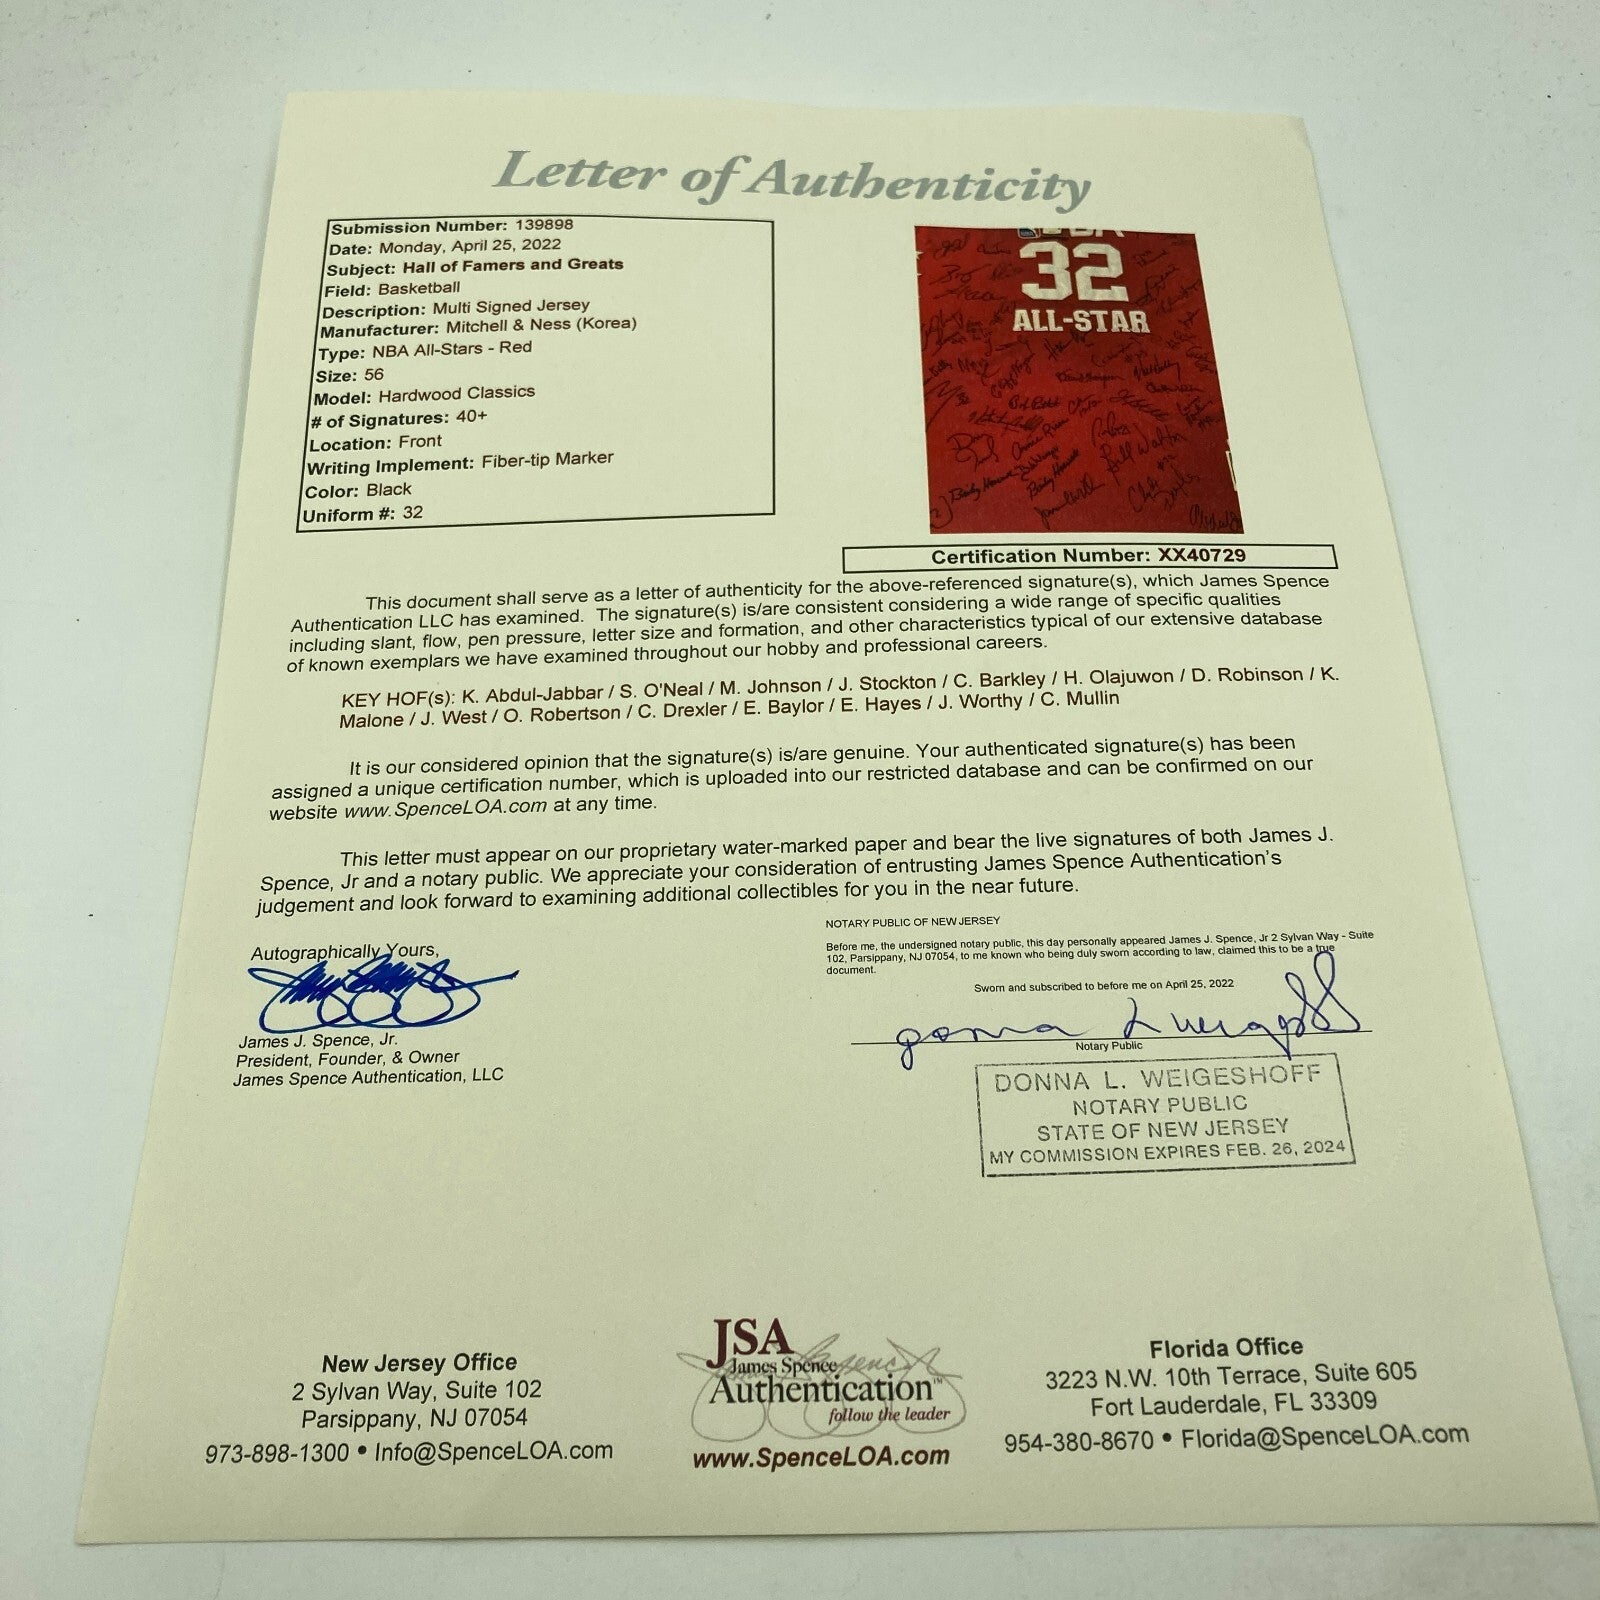 Letter of Authenticity
Submission Number: 139898
Date: Monday, April 25, 2022
Subject: Hall of Famers and Greats
Field: Basketball
Description: Multi Signed Jersey
Manufacturer: Mitchell & Ness (Korea)
Type: NBA All-Stars - Red
Size: 56
Model: Hardwood Classics
# of Signatures: 40+
Location: Front
Writing Implement: Fiber-tip Marker
Color: Black
Uniform #: 32
32
ALL-STAR
Bill Walton
Certification Number: XX40729
This document shall serve as a letter of authenticity for the above-referenced signature(s), which James Spence
Authentication LLC has examined. The signature(s) is/are consistent considering a wide range of specific qualities
including slant, flow, pen pressure, letter size and formation, and other characteristics typical of our extensive database
of known exemplars we have examined throughout our hobby and professional careers.
KEY HOF(s): K. Abdul-Jabbar / S. O'Neal / M. Johnson / J. Stockton / C. Barkley / H. Olajuwon / D. Robinson / K.
Malone / J. West / O. Robertson / C. Drexler / E. Baylor / E. Hayes / J. Worthy / C. Mullin
It is our considered opinion that the signature(s) is/are genuine. Your authenticated signature(s) has been
assigned a unique certification number, which is uploaded into our restricted database and can be confirmed on our
website www.SpenceLOA.com at any time.
This letter must appear on our proprietary water-marked paper and bear the live signatures of both James J.
Spence, Jr and a notary public. We appreciate your consideration of entrusting James Spence Authentication's
judgement and look forward to examining additional collectibles for you in the near future.
Autographically Yours,
James J. Spence, Jr.
President, Founder, & Owner
James Spence Authentication, LLC
NOTARY PUBLIC OF NEW JERSEY
Before me, the undersigned notary public, this day personally appeared James J. Spence, Jr 2 Sylvan Way - Suite
102, Parsippany, NJ 07054, to me known who being duly sworn according to law, claimed this to be a true
document.
Sworn and subscribed to before me on April 25, 2022
Donna L Weigeshoff
Notary Public
DONNA L. WEIGESHOFF
NOTARY PUBLIC
STATE OF NEW JERSEY
MY COMMISSION EXPIRES FEB. 26, 2024
New Jersey Office
2 Sylvan Way, Suite 102
Parsippany, NJ 07054
973-898-1300 • Info@SpenceLOA.com
JSA
James Spence
Authentication™
follow the leader
www.SpenceLOA.com
Florida Office
3223 N.W. 10th Terrace, Suite 605
Fort Lauderdale, FL 33309
954-380-8670 • Florida@SpenceLOA.com